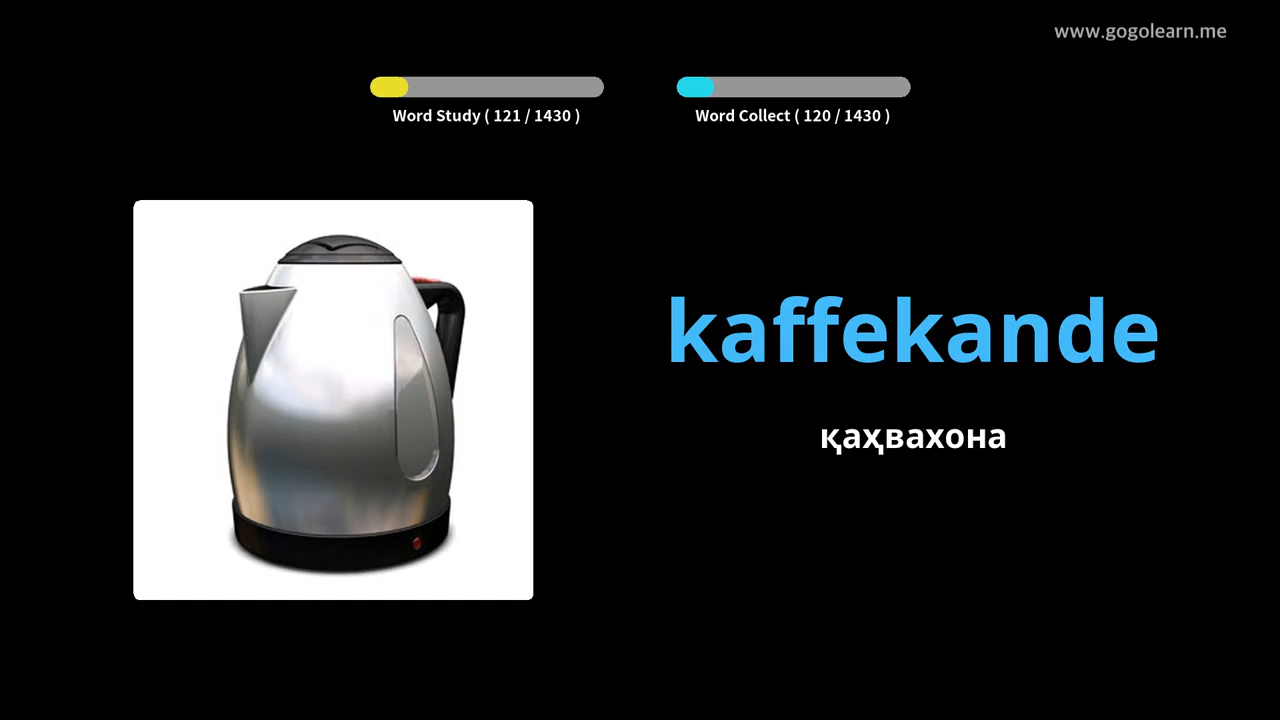 www.gogolearn.me
Word Study ( 121 / 1430 )
Word Collect ( 120 / 1430 )
kaffekande
қаҳвахона